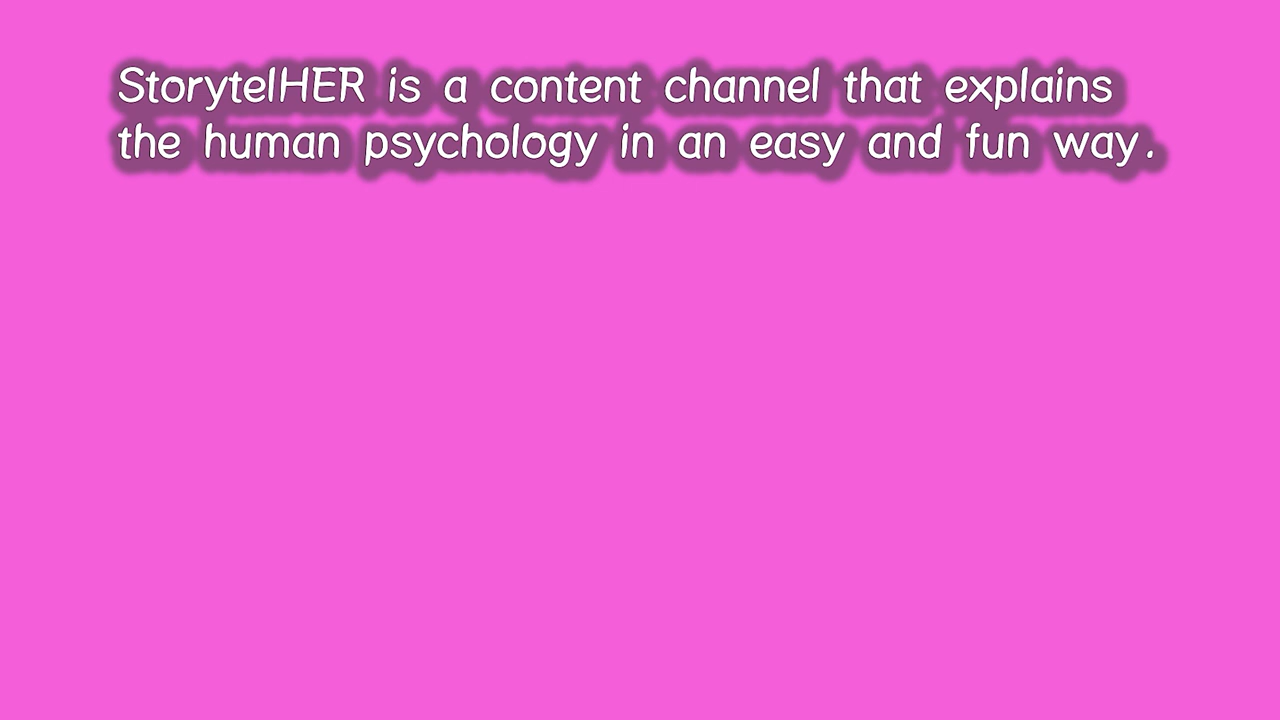 StorytelHER is a content channel that explains
the human psychology in an easy and fun way.